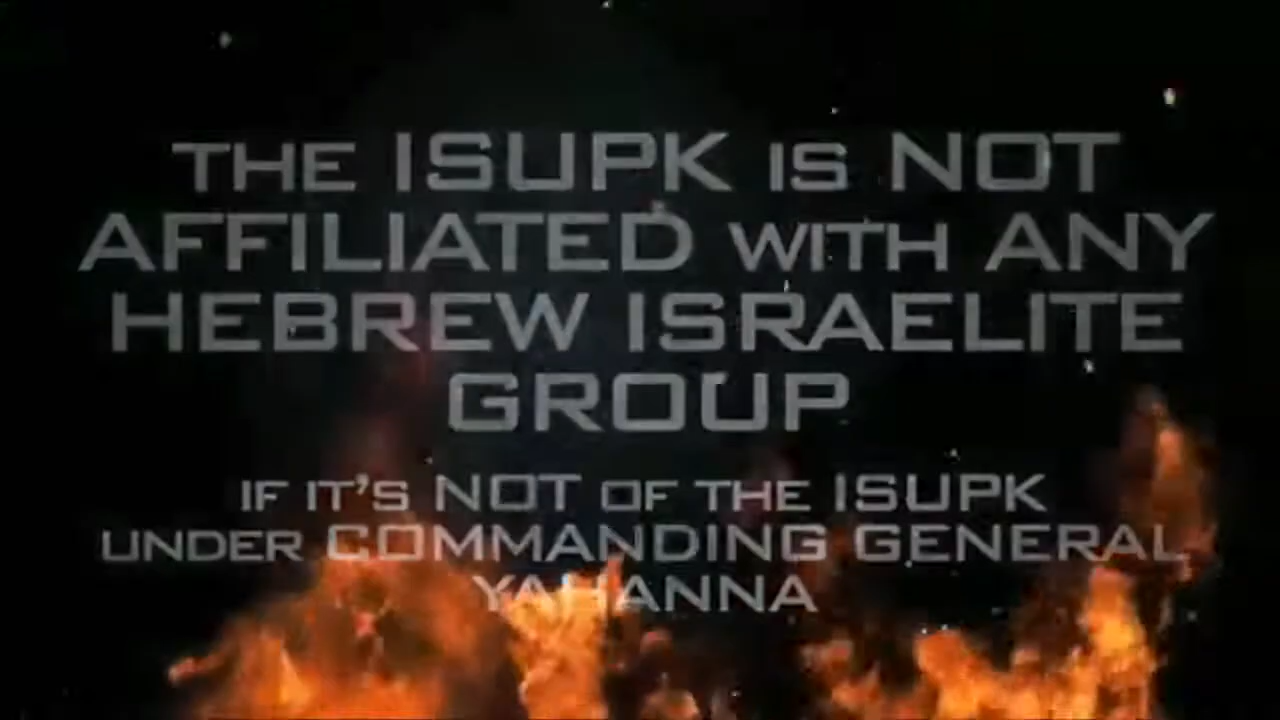 THE ISUPK IS NOT
AFFILIATED WITH ANY
HEBREW ISRAELITE
GROUP
IF IT'S NOT OF THE ISUPK
UNDER COMMANDING GENERAL
YAHANNA